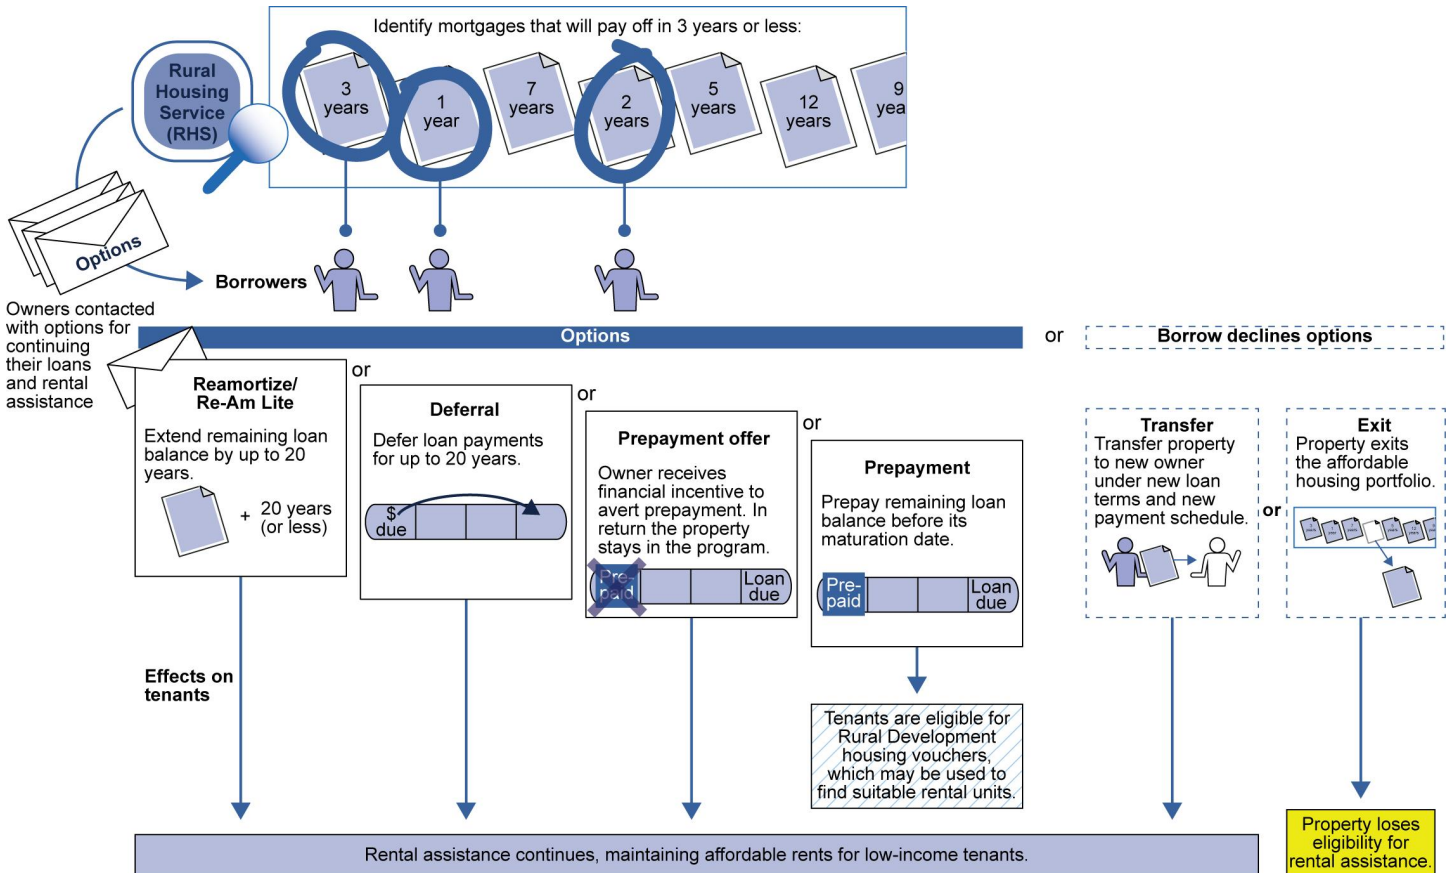 Identify mortgages that will pay off in 3 years or less:
Rural
Housing
Service
(RHS)
3
years
1
year
7
years
2
years
5
years
12
years
9
yea
Options
Borrowers
Owners contacted
with options for
continuing
their loans
and rental
assistance
Options
or
Borrow declines options
Reamortize/
Re-Am Lite
Extend remaining loan
balance by up to 20
years.
+ 20 years
(or less)
or
Deferral
Defer loan payments
for up to 20 years.
$
due
or
Prepayment offer
Owner receives
financial incentive to
avert prepayment. In
return the property
stays in the program.
Pre-
paid
Loan
due
or
Prepayment
Prepay remaining loan
balance before its
maturation date.
Pre-
paid
Loan
due
Transfer
Transfer property
to new owner
under new loan
terms and new
payment schedule.
or
Exit
Property exits
the affordable
housing portfolio.
Effects on
tenants
Tenants are eligible for
Rural Development
housing vouchers,
which may be used to
find suitable rental units.
Rental assistance continues, maintaining affordable rents for low-income tenants.
Property loses
eligibility for
rental assistance.